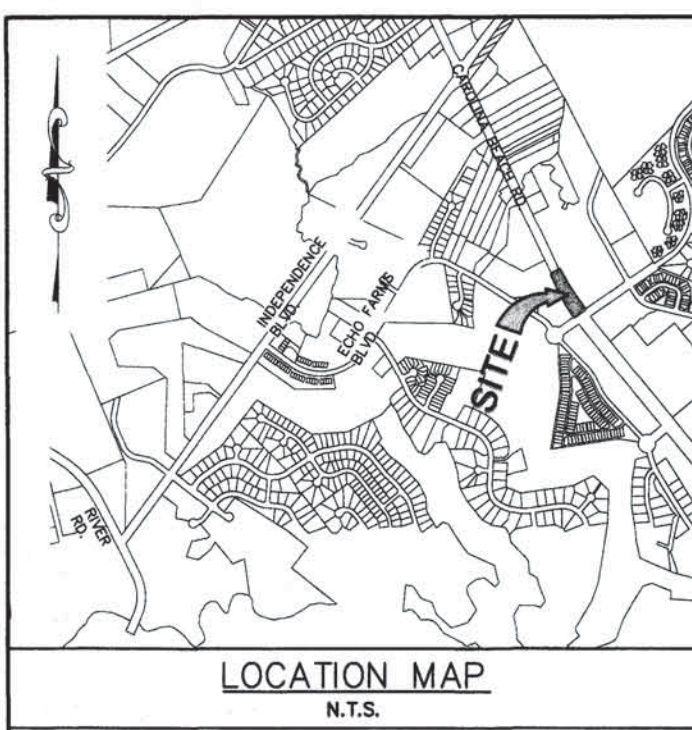 CAROLINA BEACH RD.
INDEPENDENCE
BLVD.
ECHO FARMS
BLVD.
SITE
RIVER
RD.
LOCATION MAP
N.T.S.